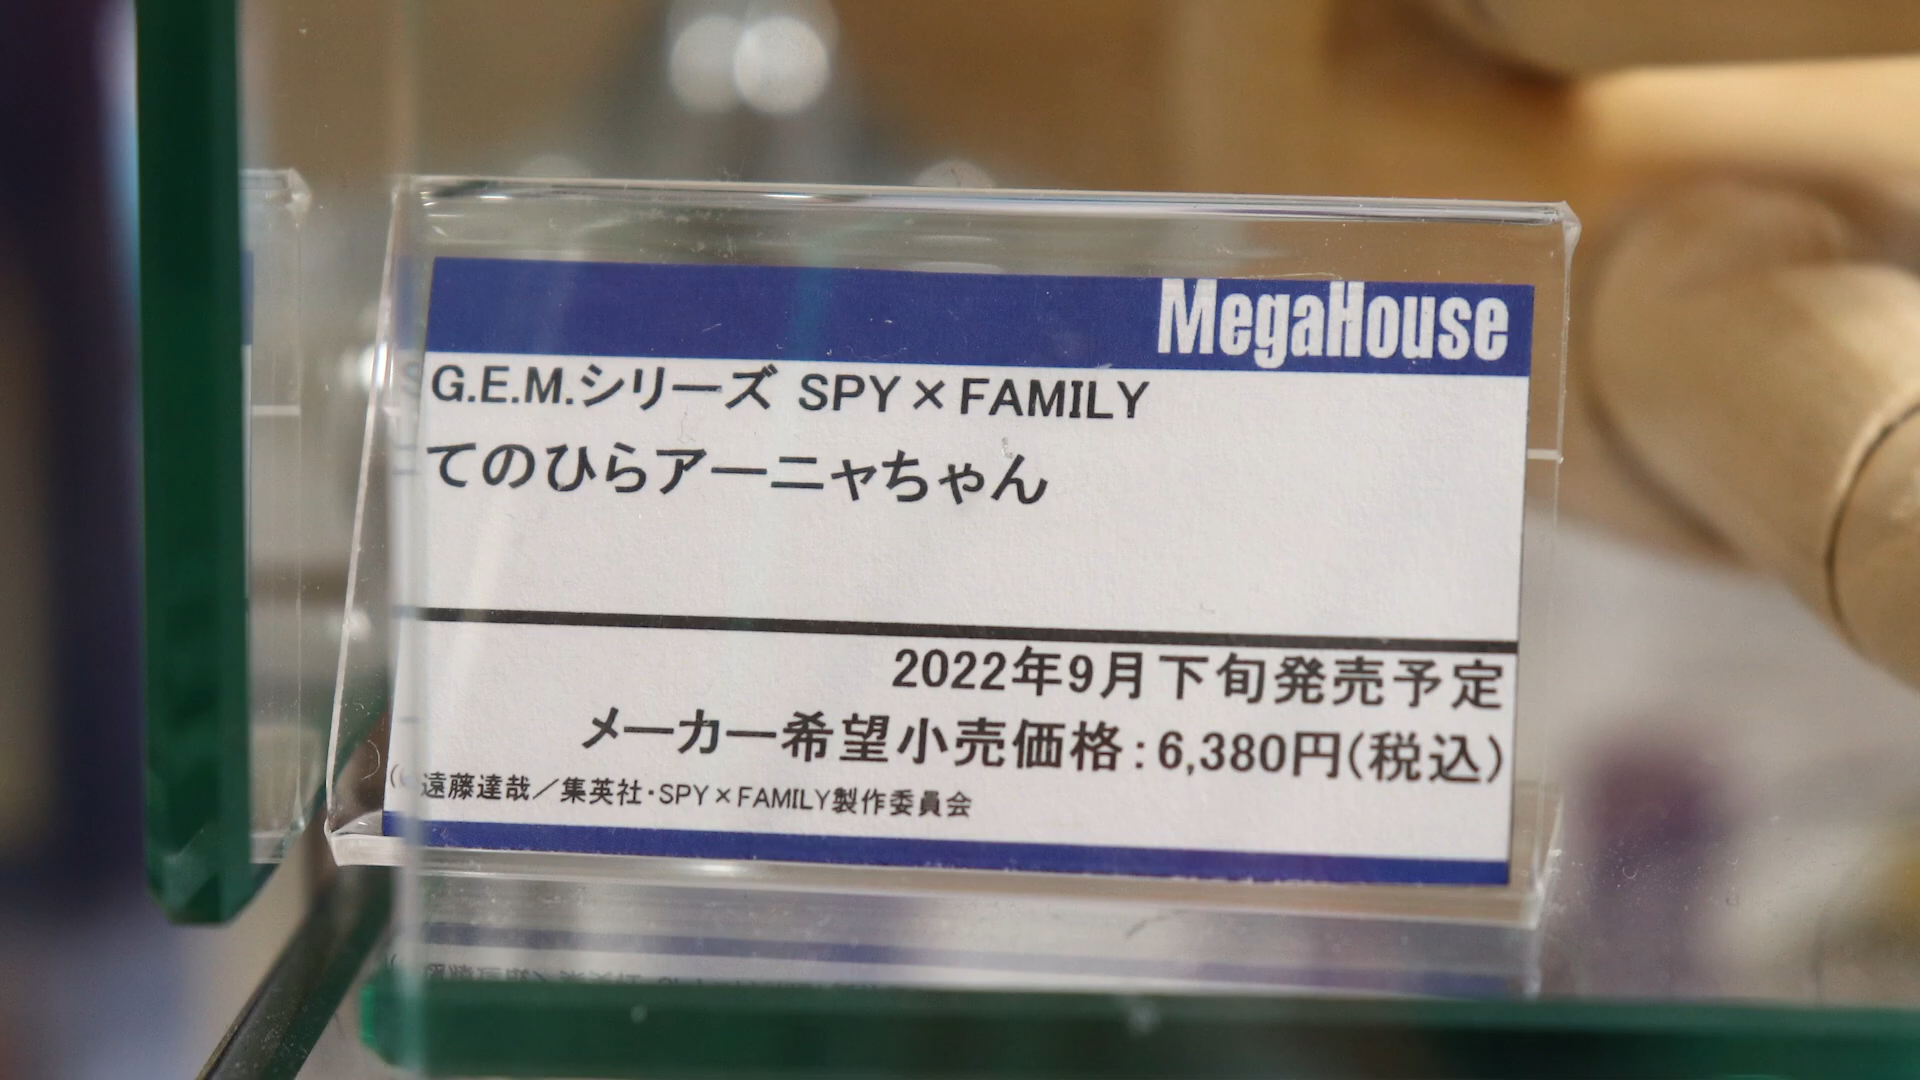 MegaHouse
G.E.M.シリーズ SPY×FAMILY
てのひらアーニャちゃん
2022年9月下旬発売予定
メーカー希望小売価格:6,380円(税込)
遠藤達哉/集英社・SPY×FAMILY製作委員会